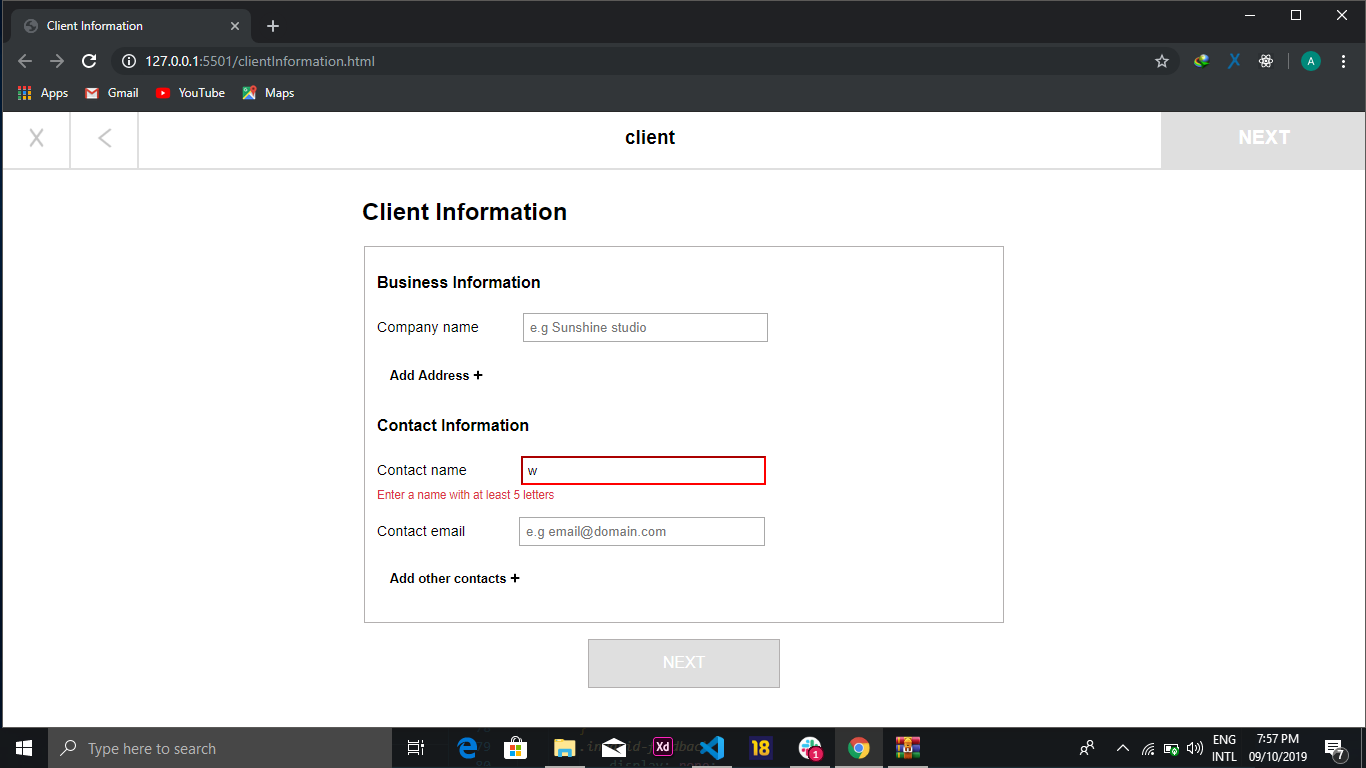 Client Information
127.0.0.1:5501/clientInformation.html
A
Apps Gmail YouTube Maps
X < client NEXT
Client Information
Business Information
Company name e.g Sunshine studio
Add Address +
Contact Information
Contact name w
Enter a name with at least 5 letters
Contact email e.g email@domain.com
Add other contacts +
NEXT
Type here to search
Xd
18
1
ENG
INTL
7:57 PM
09/10/2019
7